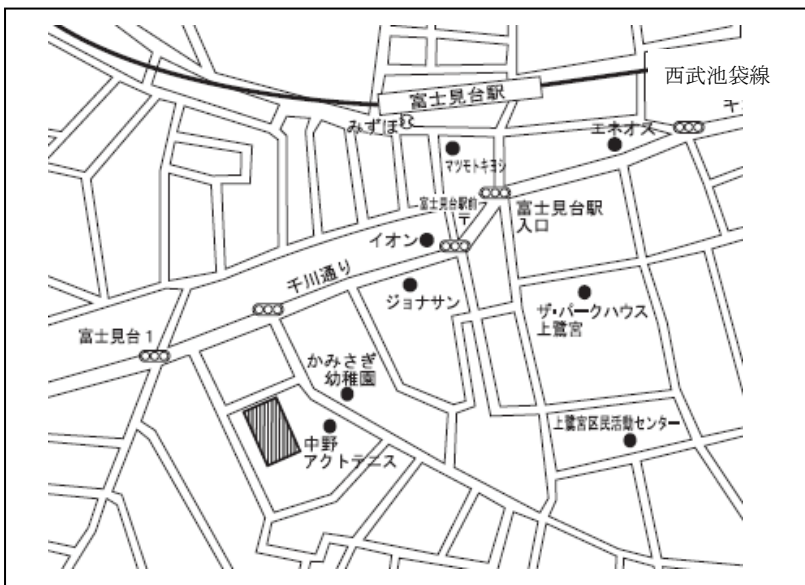 西武池袋線
富士見台駅
みずほ
エネオス
マツモトキヨシ
富士見台駅前
〒
富士見台駅
入口
イオン
千川通り
ジョナサン
ザ・パークハウス
上鷺宮
富士見台1
かみさぎ
幼稚園
上鷺宮区民活動センター
中野
アクトテニス